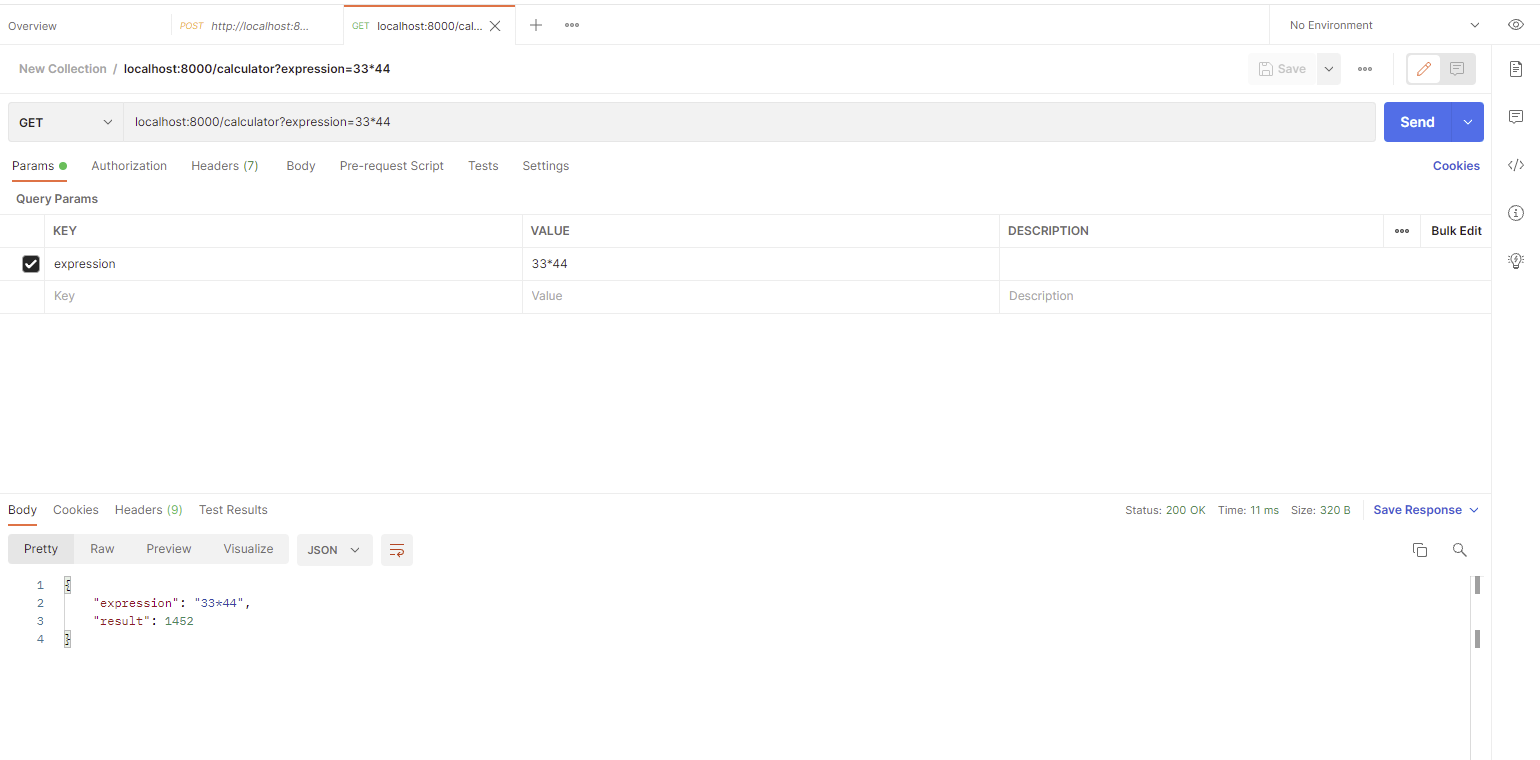 Overview
POST http://localhost:8...
GET localhost:8000/cal...
No Environment
New Collection / localhost:8000/calculator?expression=33*44
Save
GET
localhost:8000/calculator?expression=33*44
Send
Params Authorization Headers (7) Body Pre-request Script Tests Settings Cookies
Query Params
KEY VALUE DESCRIPTION Bulk Edit
expression 33*44
Key Value Description
Body Cookies Headers (9) Test Results Status: 200 OK Time: 11 ms Size: 320 B Save Response
Pretty Raw Preview Visualize JSON
1 {
2 "expression": "33*44",
3 "result": 1452
4 }